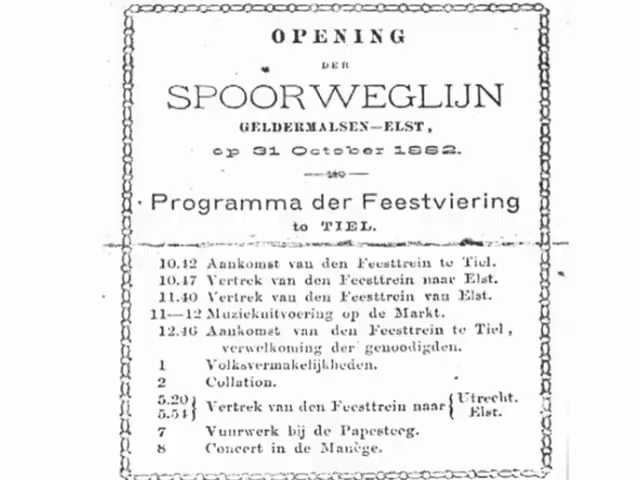 OPENING
DER
SPOORWEGLIJN
GELDERMALSEN—ELST,
op 31 October 1882.
Programma der Feestviering
te TIEL.
10.42 Aankomst van den Feesttrein te Tiel.
10.47 Vertrek van den Feesttrein naar Elst.
11.40 Vertrek van den Feesttrein van Elst.
11—12 Muziekuitvoering op de Markt.
12.46 Aankomst van den Feesttrein te Tiel,
verwelkoming der genoodigden.
1 Volksvermakelijkheden.
2 Collation.
5.20 } Vertrek van den Feesttrein naar { Utrecht.
5.54 } Elst.
7 Vuurwerk bij de Papesteeg.
8 Concert in de Manège.